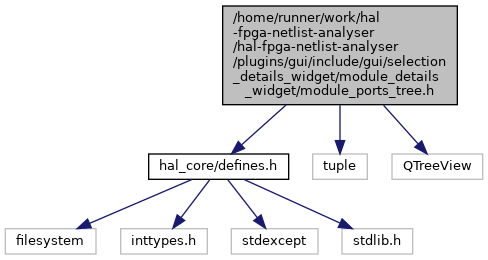 /home/runner/work/hal
-fpga-netlist-analyser
/hal-fpga-netlist-analyser
/plugins/gui/include/gui/selection
_details_widget/module_details
_widget/module_ports_tree.h
hal_core/defines.h
tuple
QTreeView
filesystem
inttypes.h
stdexcept
stdlib.h